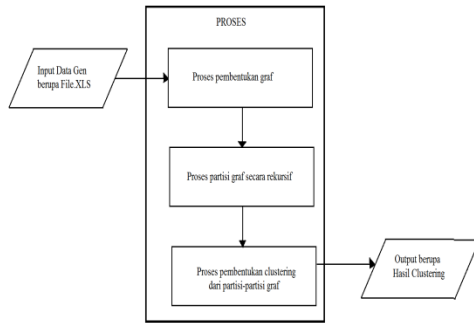 PROSES
Input Data Gen
berupa File.XLS
Proses pembentukan graf
Proses partisi graf secara rekursif
Proses pembentukan clustering
dari partisi-partisi graf
Output berupa
Hasil Clustering